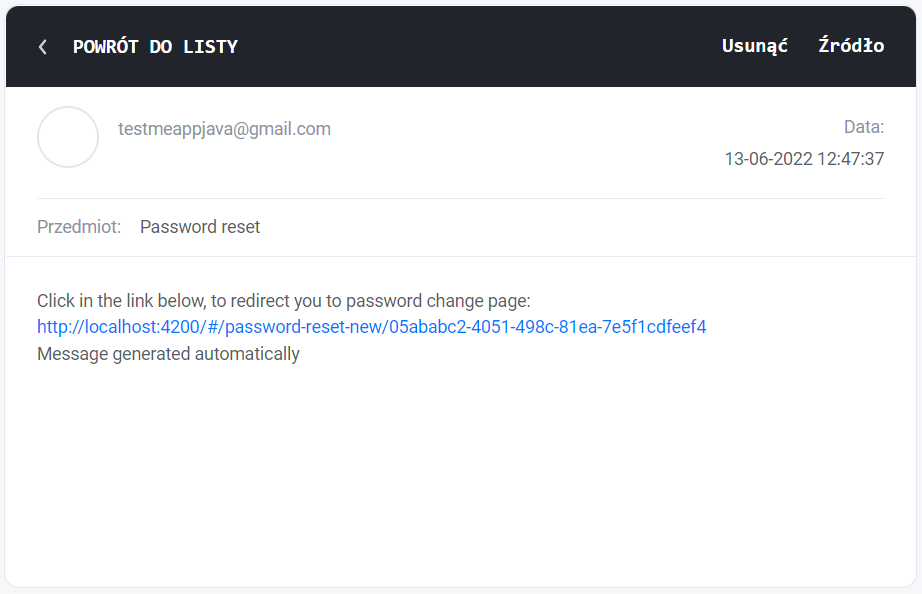 POWRÓT DO LISTY
Usunąć Źródło
testmeappjava@gmail.com
Data:
13-06-2022 12:47:37
Przedmiot: Password reset
Click in the link below, to redirect you to password change page:
http://localhost:4200/#/password-reset-new/05ababc2-4051-498c-81ea-7e5f1cdfeef4
Message generated automatically